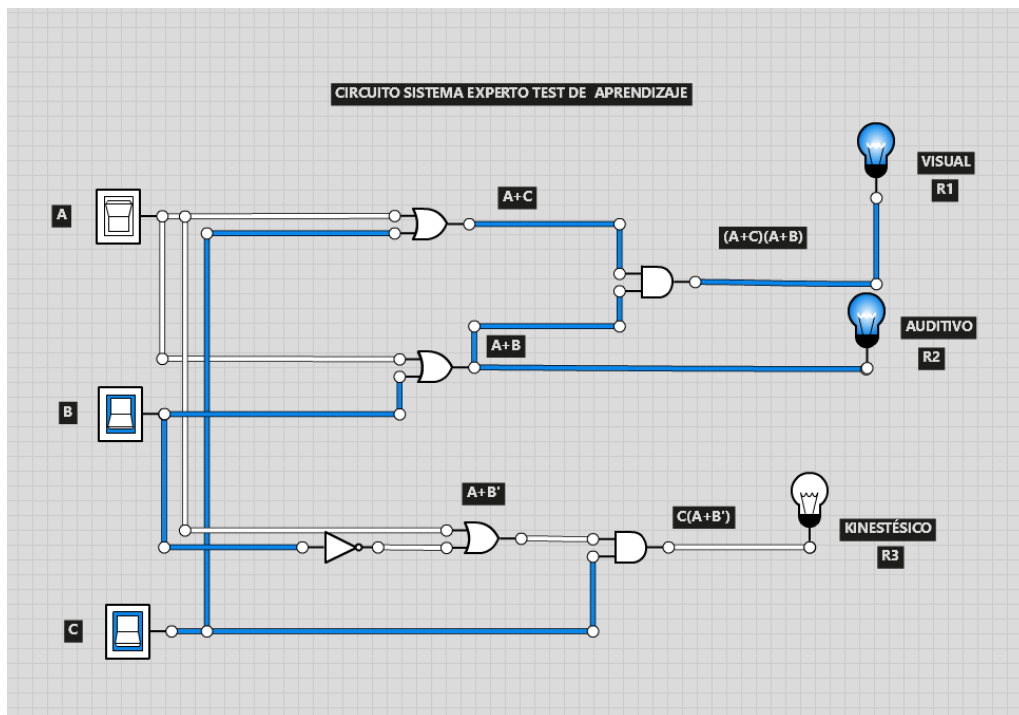 CIRCUITO SISTEMA EXPERTO TEST DE APRENDIZAJE
VISUAL
R1
A+C
A
(A+C)(A+B)
AUDITIVO
R2
A+B
B
A+B'
C(A+B')
KINESTÉSICO
R3
C